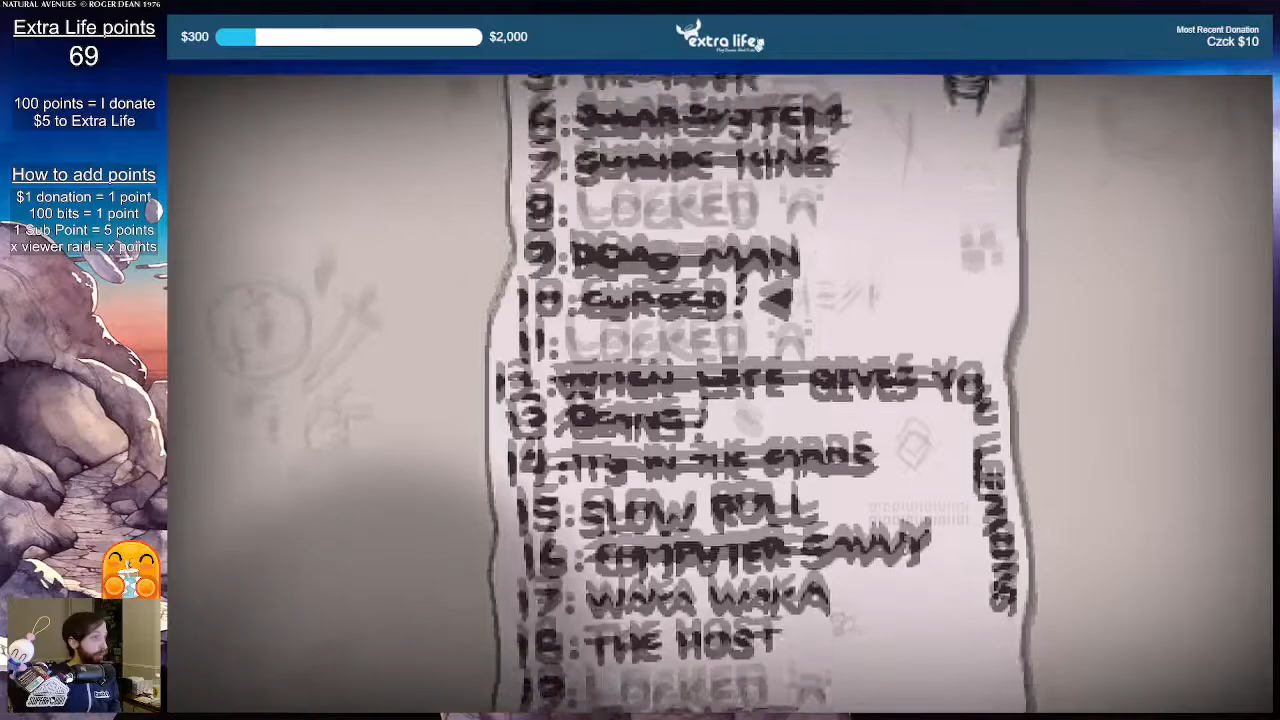 NATURAL AVENUES © ROGER DEAN 1976
Extra Life points
69
100 points = I donate
$5 to Extra Life
How to add points
$1 donation = 1 point
100 bits = 1 point
1 Sub Point = 5 points
x viewer raid = x points
$300
$2,000
extra life
Most Recent Donation
Czck $10
6: SOLAR SYSTEM
7: SUICIDE KING
8: LOCKED
9: DEMO MAN
10: CURSED!
11: LOCKED
12: WHEN LIFE GIVES YOU LEMONS
13: BEANS!
14: IT'S IN THE CARDS
15: SLOW ROLL
16: COMPUTER SAVVY
17: WAKA WAKA
18: THE HOST
19: LOCKED